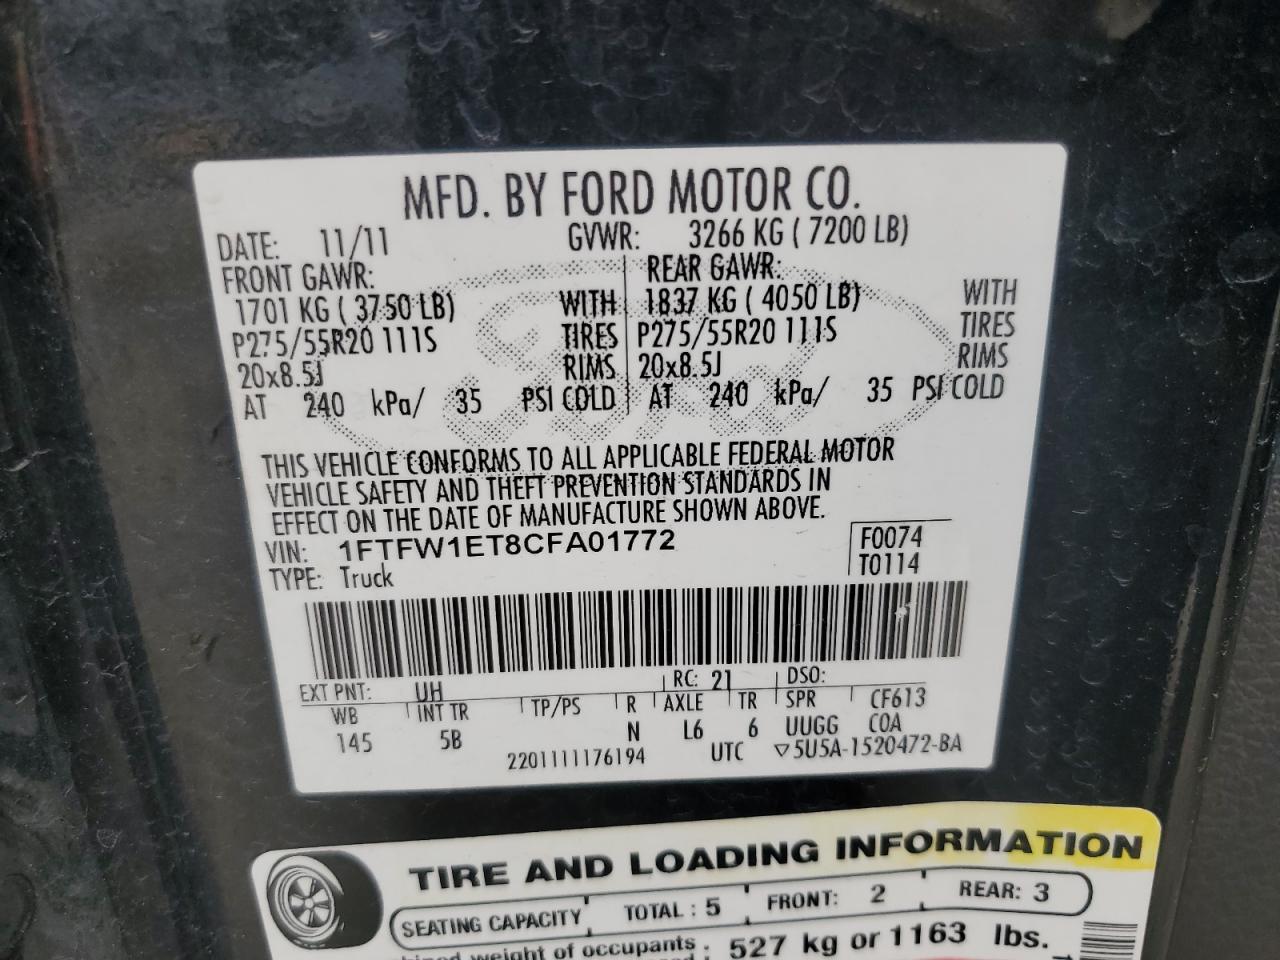 MFD. BY FORD MOTOR CO.
DATE: 11/11 GVWR: 3266 KG ( 7200 LB)
FRONT GAWR: REAR GAWR:
1701 KG ( 3750 LB) WITH 1837 KG ( 4050 LB) WITH
P275/55R20 111S TIRES P275/55R20 111S TIRES
20x8.5J RIMS 20x8.5J RIMS
AT 240 kPa/ 35 PSI COLD AT 240 kPa/ 35 PSI COLD
THIS VEHICLE CONFORMS TO ALL APPLICABLE FEDERAL MOTOR
VEHICLE SAFETY AND THEFT PREVENTION STANDARDS IN
EFFECT ON THE DATE OF MANUFACTURE SHOWN ABOVE.
VIN: 1FTFW1ET8CFA01772 F0074
TYPE: Truck T0114
EXT PNT: UH RC: 21 DSO:
WB INT TR TP/PS R AXLE TR SPR CF613
145 5B N L6 6 UUGG COA
2201111176194 UTC ▽5U5A-1520472-BA
TIRE AND LOADING INFORMATION
SEATING CAPACITY TOTAL : 5 FRONT: 2 REAR: 3
weight of occupants 527 kg or 1163 lbs.